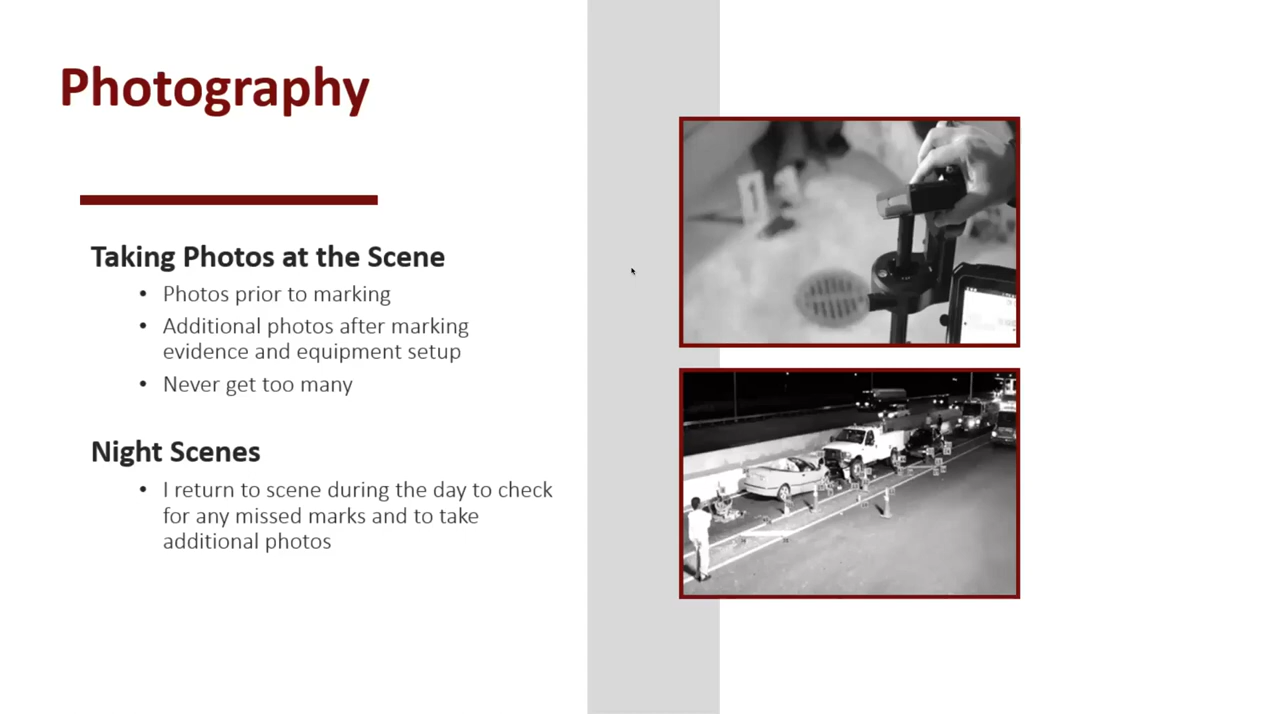 Photography
Taking Photos at the Scene
• Photos prior to marking
• Additional photos after marking
evidence and equipment setup
• Never get too many
Night Scenes
• I return to scene during the day to check
for any missed marks and to take
additional photos